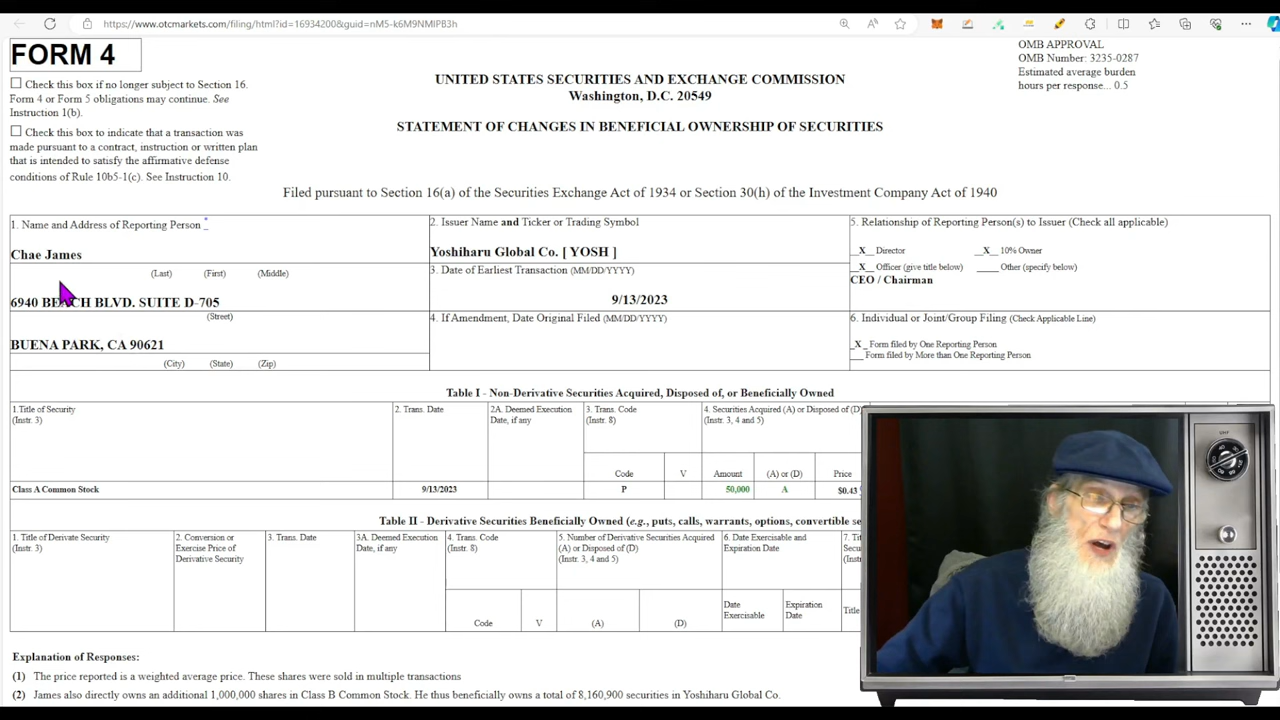 https://www.otcmarkets.com/filing/html?id=16934200&guid=nM5-k6M9NMIPB3h
FORM 4
☐ Check this box if no longer subject to Section 16.
Form 4 or Form 5 obligations may continue. See
Instruction 1(b).
☐ Check this box to indicate that a transaction was
made pursuant to a contract, instruction or written plan
that is intended to satisfy the affirmative defense
conditions of Rule 10b5-1(c). See Instruction 10.
UNITED STATES SECURITIES AND EXCHANGE COMMISSION
Washington, D.C. 20549
STATEMENT OF CHANGES IN BENEFICIAL OWNERSHIP OF SECURITIES
OMB APPROVAL
OMB Number: 3235-0287
Estimated average burden
hours per response... 0.5
Filed pursuant to Section 16(a) of the Securities Exchange Act of 1934 or Section 30(h) of the Investment Company Act of 1940
1. Name and Address of Reporting Person *
Chae James
(Last) (First) (Middle)
6940 BEACH BLVD. SUITE D-705
(Street)
BUENA PARK, CA 90621
(City) (State) (Zip)
2. Issuer Name and Ticker or Trading Symbol
Yoshiharu Global Co. [ YOSH ]
3. Date of Earliest Transaction (MM/DD/YYYY)
9/13/2023
4. If Amendment, Date Original Filed (MM/DD/YYYY)
5. Relationship of Reporting Person(s) to Issuer (Check all applicable)
__X__ Director __X__ 10% Owner
__X__ Officer (give title below) _____ Other (specify below)
CEO / Chairman
6. Individual or Joint/Group Filing (Check Applicable Line)
_X_ Form filed by One Reporting Person
___ Form filed by More than One Reporting Person
Table I - Non-Derivative Securities Acquired, Disposed of, or Beneficially Owned
1.Title of Security
(Instr. 3)
2. Trans. Date
2A. Deemed Execution
Date, if any
3. Trans. Code
(Instr. 8)
4. Securities Acquired (A) or Disposed of (D)
(Instr. 3, 4 and 5)
Code V Amount (A) or (D) Price
Class A Common Stock 9/13/2023 P 50,000 A $0.43
Table II - Derivative Securities Beneficially Owned (e.g., puts, calls, warrants, options, convertible se
1. Title of Derivate Security
(Instr. 3)
2. Conversion or
Exercise Price of
Derivative Security
3. Trans. Date
3A. Deemed Execution
Date, if any
4. Trans. Code
(Instr. 8)
5. Number of Derivative Securities Acquired
(A) or Disposed of (D)
(Instr. 3, 4 and 5)
6. Date Exercisable and
Expiration Date
7. Tit
Secu
(Inst
Code V (A) (D)
Date
Exercisable
Expiration
Date
Title
Explanation of Responses:
(1) The price reported is a weighted average price. These shares were sold in multiple transactions
(2) James also directly owns an additional 1,000,000 shares in Class B Common Stock. He thus beneficially owns a total of 8,160,900 securities in Yoshiharu Global Co.